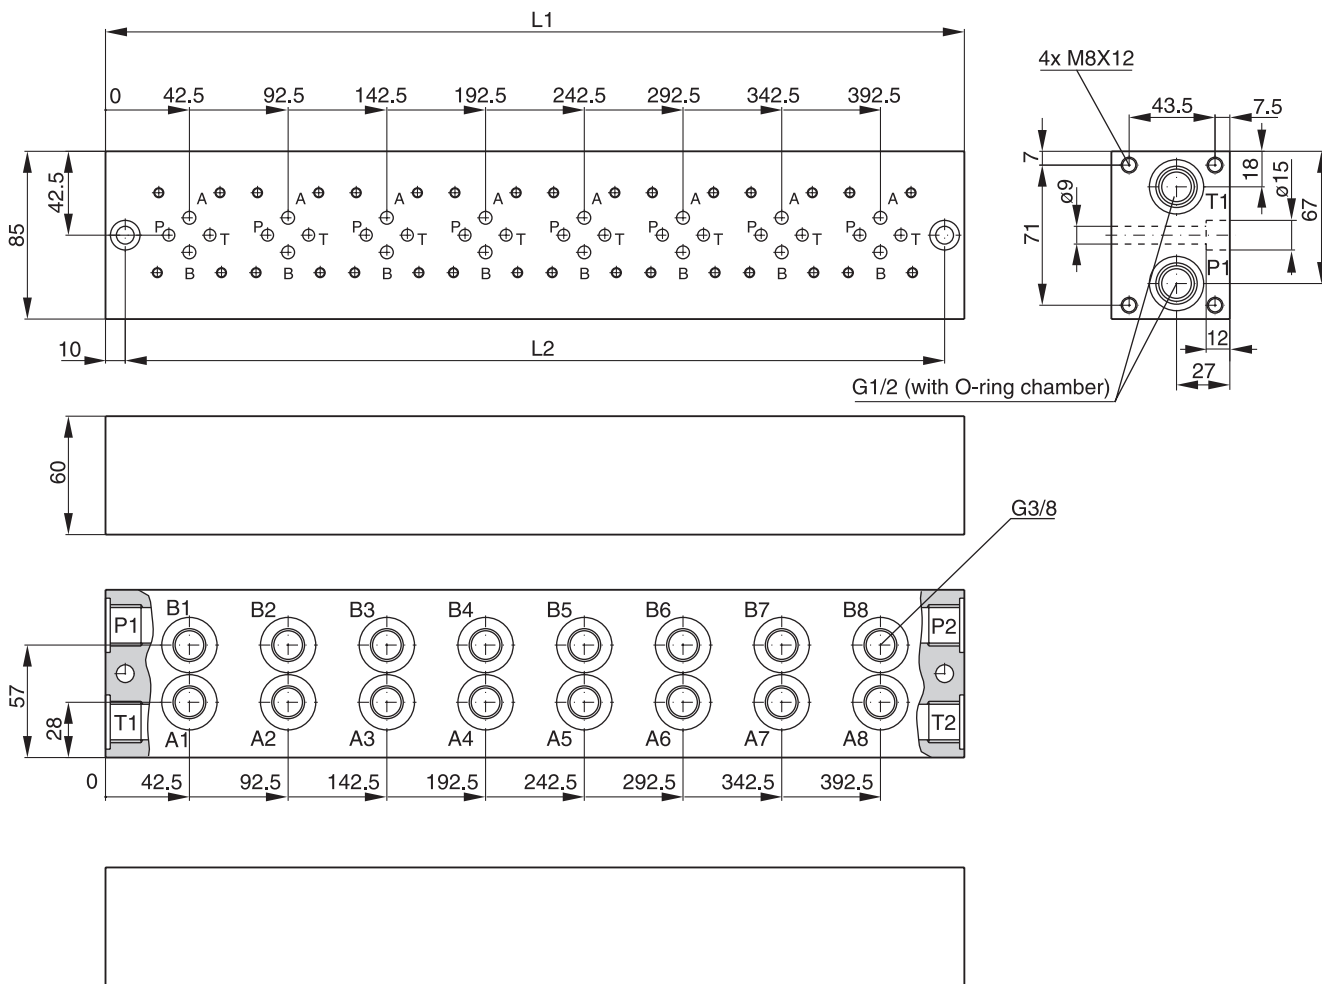 L1
0 42.5 92.5 142.5 192.5 242.5 292.5 342.5 392.5
A A A A A A A A
P T P T P T P T P T P T P T P T
B B B B B B B B
42.5
85
10
L2
4x M8X12
43.5 7.5
7
71
ø9
18
ø15
67
T1
P1
12
27
G1/2 (with O-ring chamber)
60
G3/8
B1 B2 B3 B4 B5 B6 B7 B8
P1 P2
T1 T2
A1 A2 A3 A4 A5 A6 A7 A8
57
28
0 42.5 92.5 142.5 192.5 242.5 292.5 342.5 392.5